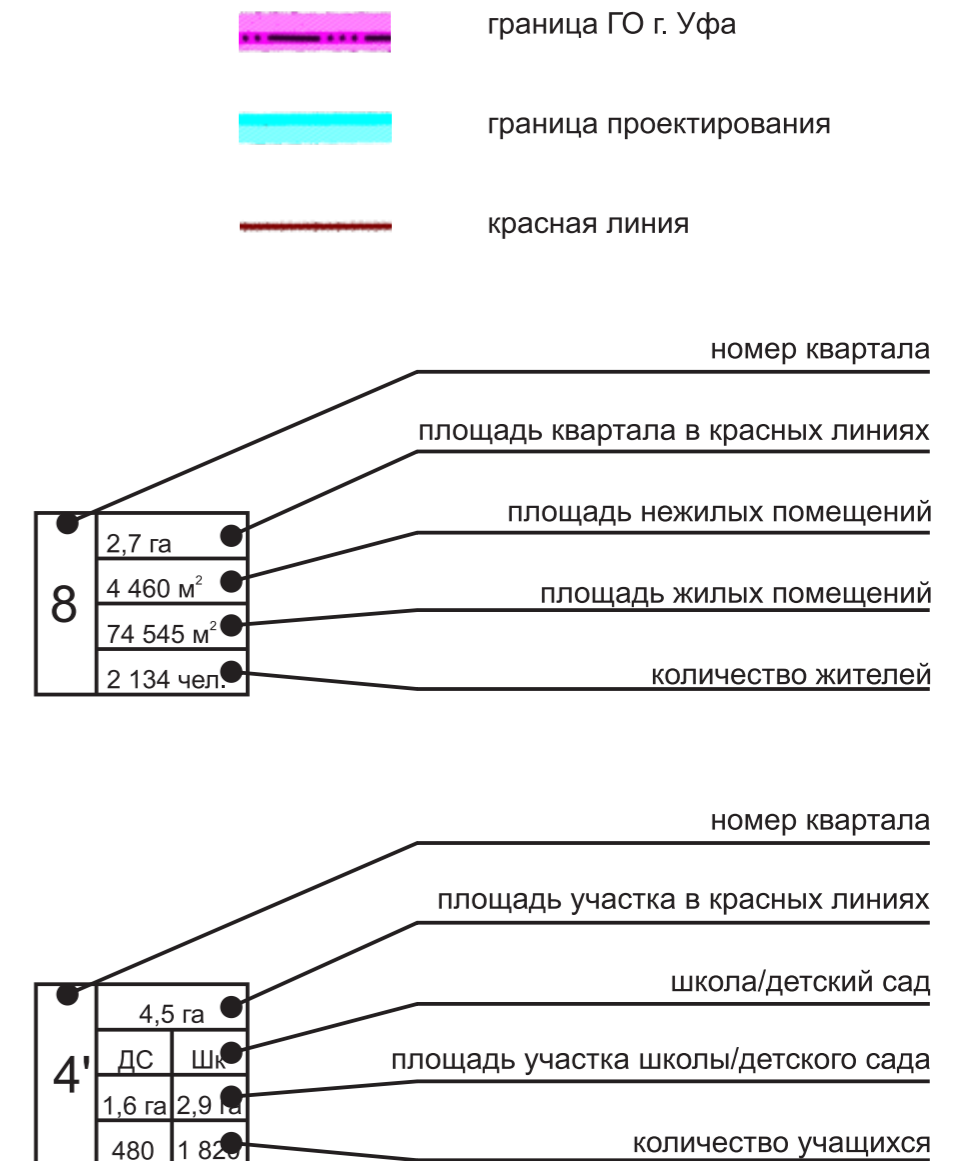 граница ГО г. Уфа
граница проектирования
красная линия
номер квартала
площадь квартала в красных линиях
площадь нежилых помещений
площадь жилых помещений
количество жителей
8
2,7 га
4 460 м²
74 545 м²
2 134 чел.
номер квартала
площадь участка в красных линиях
школа/детский сад
площадь участка школы/детского сада
количество учащихся
4'
4,5 га
ДС Шк
1,6 га 2,9 га
480 1 820